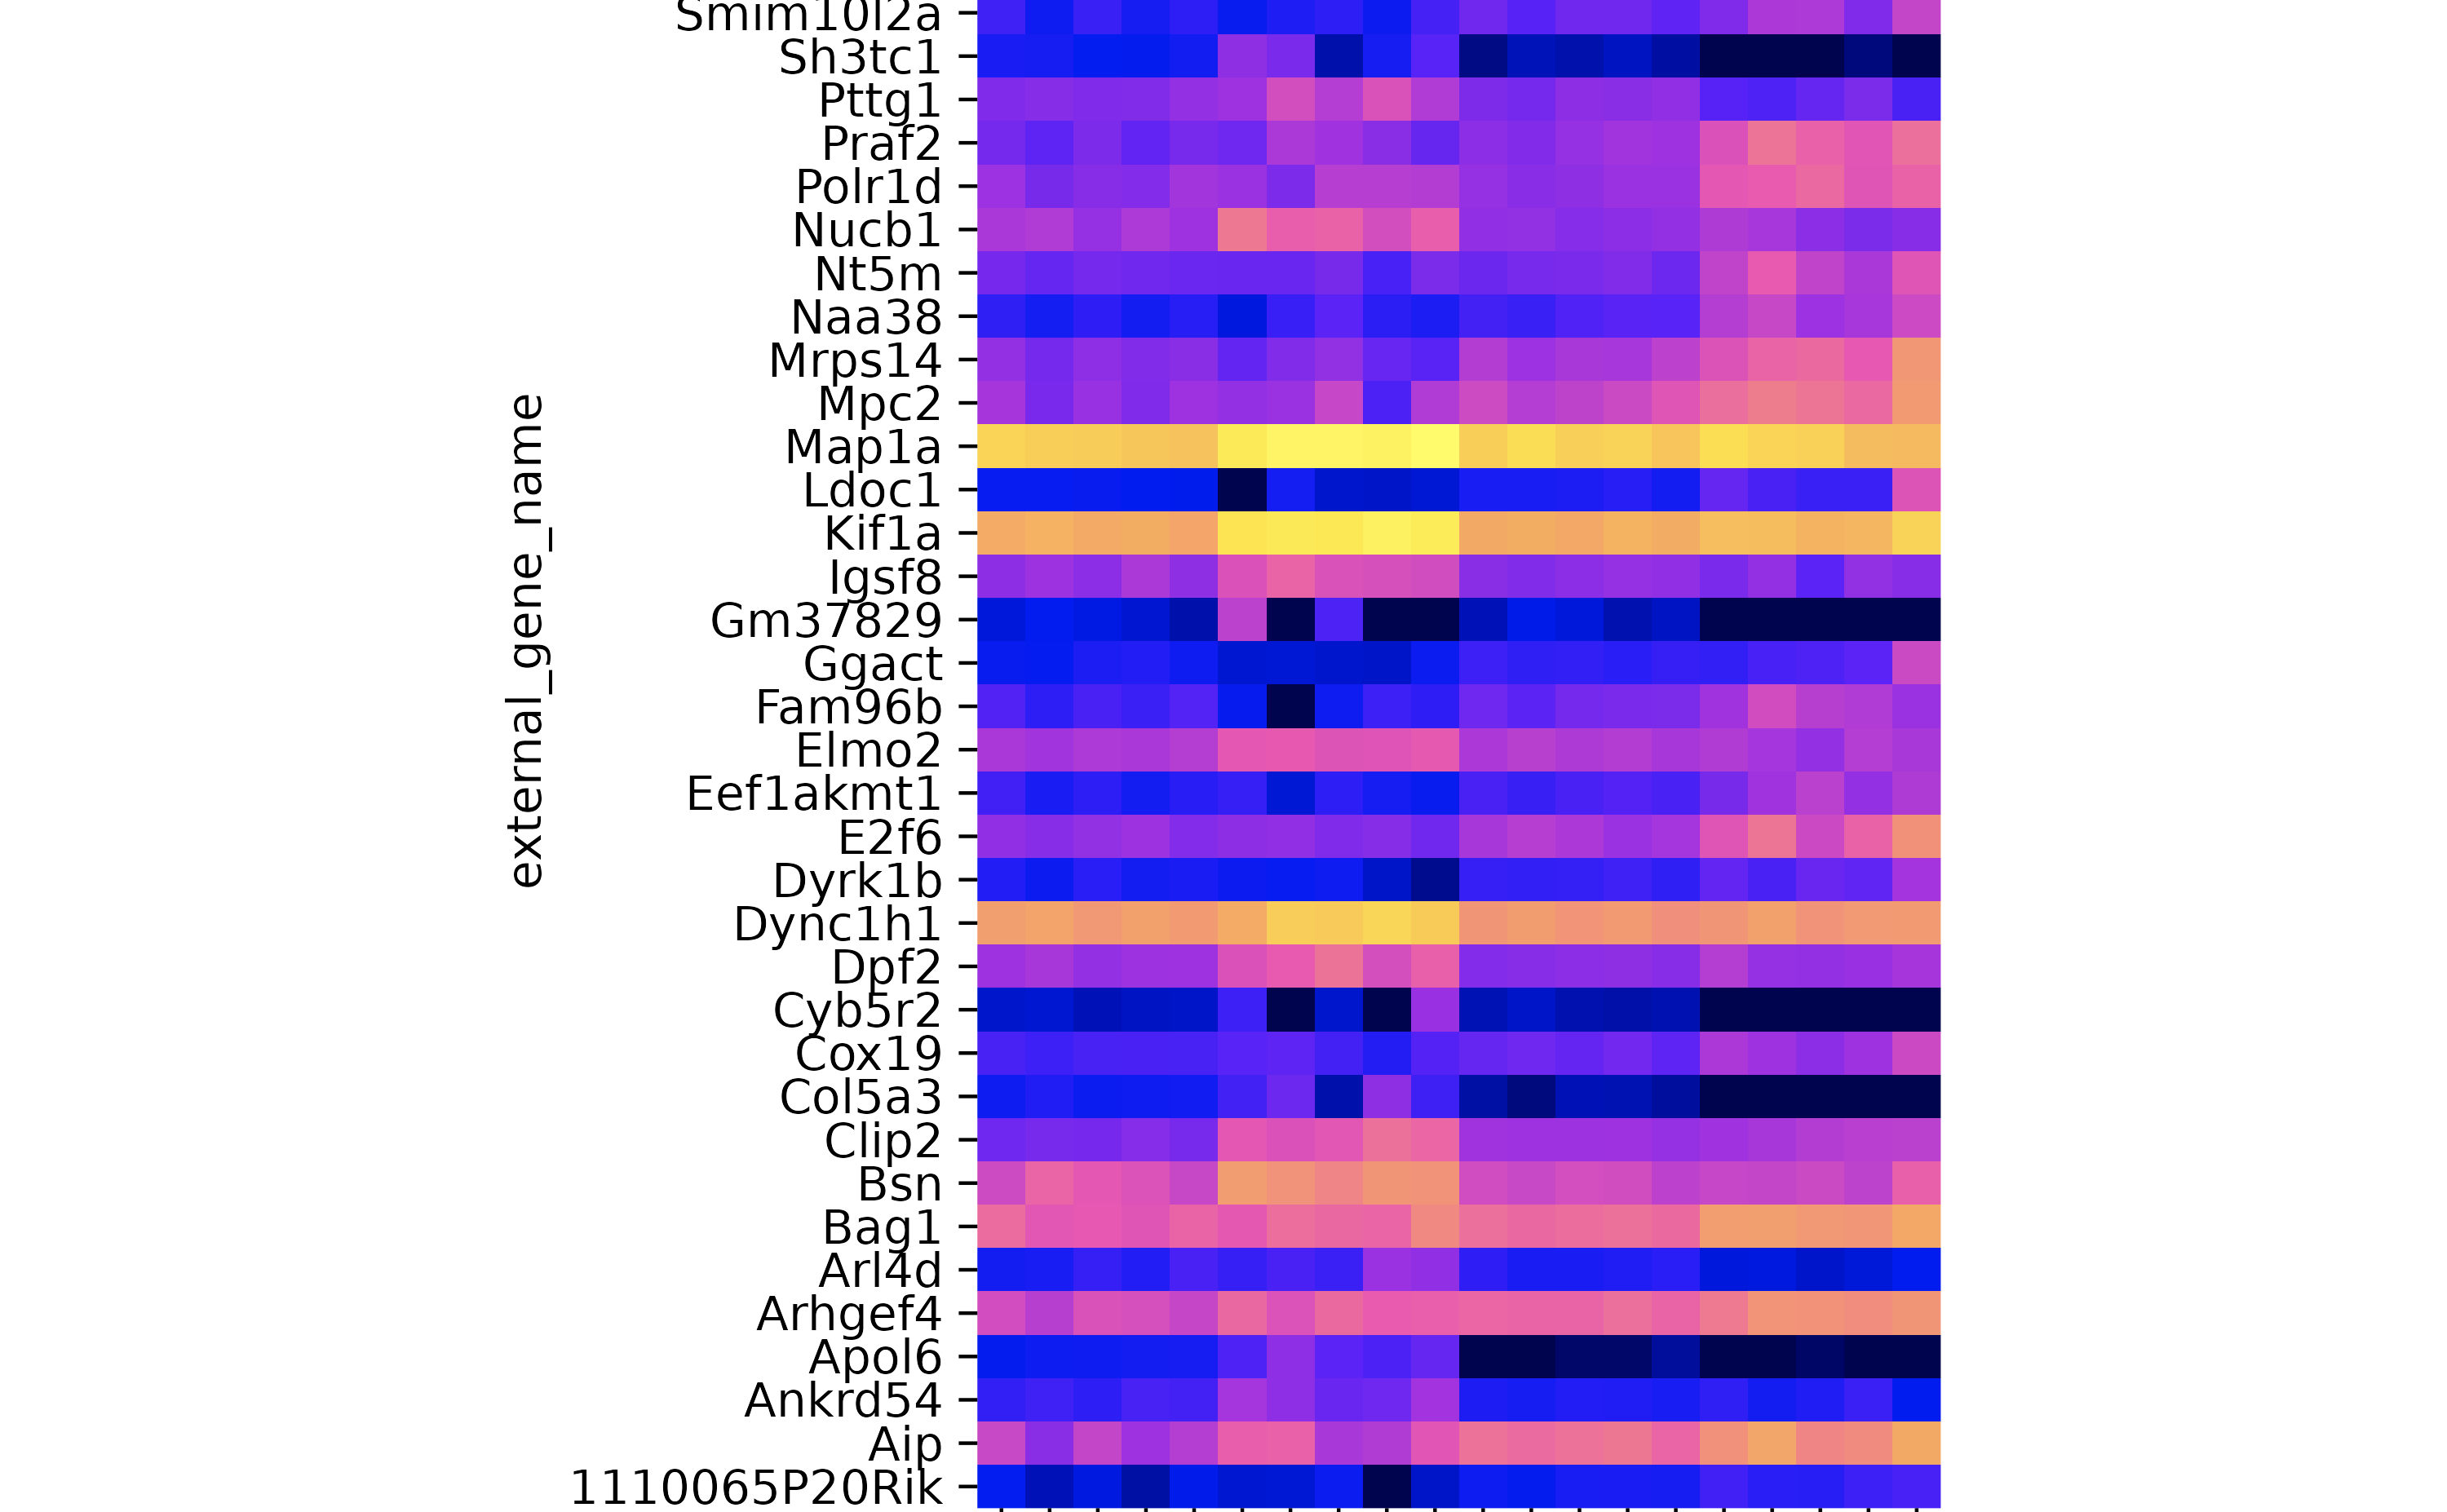 Smim10l2a
Sh3tc1
Pttg1
Praf2
Polr1d
Nucb1
Nt5m
Naa38
Mrps14
Mpc2
Map1a
Ldoc1
Kif1a
Igsf8
Gm37829
Ggact
Fam96b
Elmo2
Eef1akmt1
E2f6
Dyrk1b
Dync1h1
Dpf2
Cyb5r2
Cox19
Col5a3
Clip2
Bsn
Bag1
Arl4d
Arhgef4
Apol6
Ankrd54
Aip
1110065P20Rik
external_gene_name